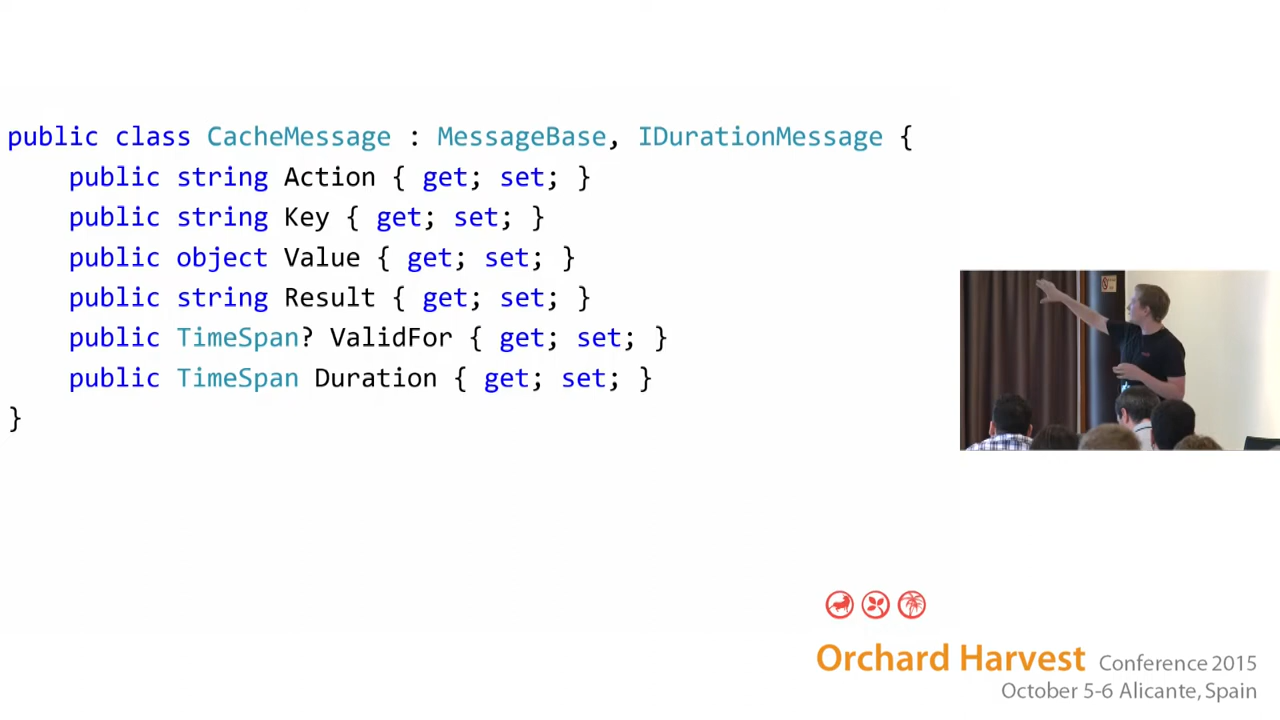 public class CacheMessage : MessageBase, IDurationMessage {
public string Action { get; set; }
public string Key { get; set; }
public object Value { get; set; }
public string Result { get; set; }
public TimeSpan? ValidFor { get; set; }
public TimeSpan Duration { get; set; }
}
Orchard Harvest Conference 2015
October 5-6 Alicante, Spain